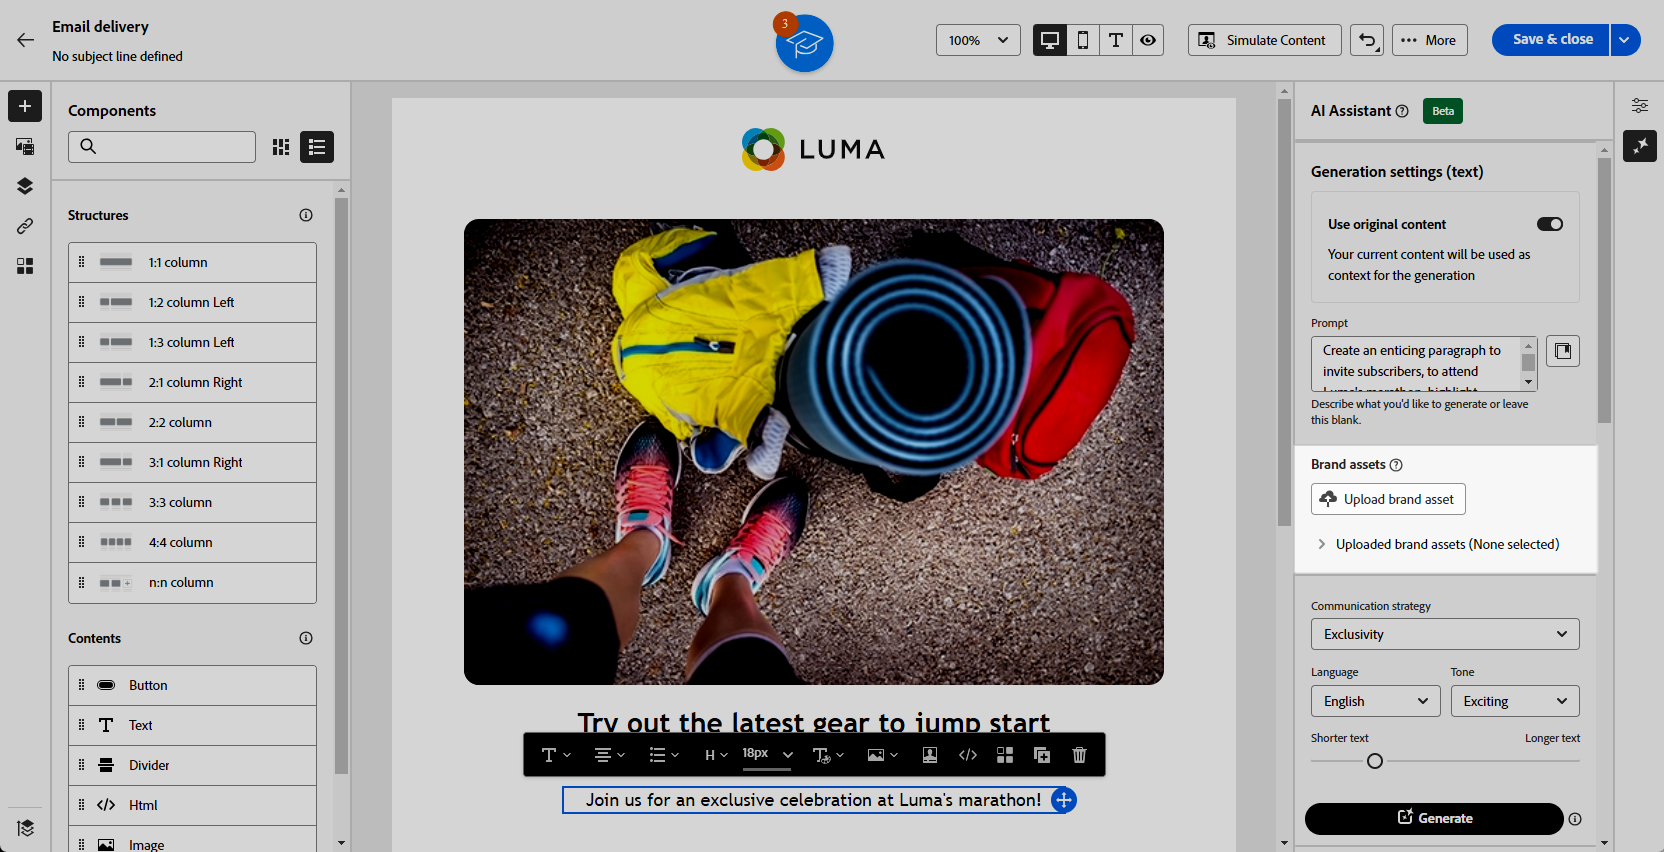 Email delivery
No subject line defined
3
100%
Simulate Content
More
Save & close
Components
Structures
1:1 column
1:2 column Left
1:3 column Left
2:1 column Right
2:2 column
3:1 column Right
3:3 column
4:4 column
n:n column
Contents
Button
Text
Divider
Html
Image
LUMA
Try out the latest gear to jump start
H
18px
Join us for an exclusive celebration at Luma's marathon!
AI Assistant
Beta
Generation settings (text)
Use original content
Your current content will be used as
context for the generation
Prompt
Create an enticing paragraph to
invite subscribers, to attend
Luma's marathon, highlight
Describe what you'd like to generate or leave
this blank.
Brand assets
Upload brand asset
Uploaded brand assets (None selected)
Communication strategy
Exclusivity
Language
Tone
English
Exciting
Shorter text
Longer text
Generate